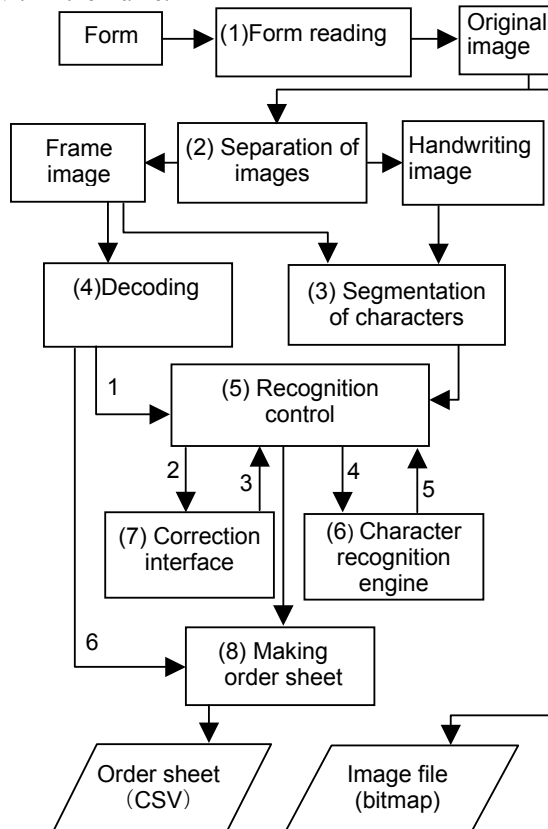 Form
(1)Form reading
Original
image
Frame
image
(2) Separation of
images
Handwriting
image
(4)Decoding
(3) Segmentation
of characters
1
(5) Recognition
control
2
3
4
5
(7) Correction
interface
(6) Character
recognition
engine
6
(8) Making
order sheet
Order sheet
（CSV）
Image file
(bitmap)